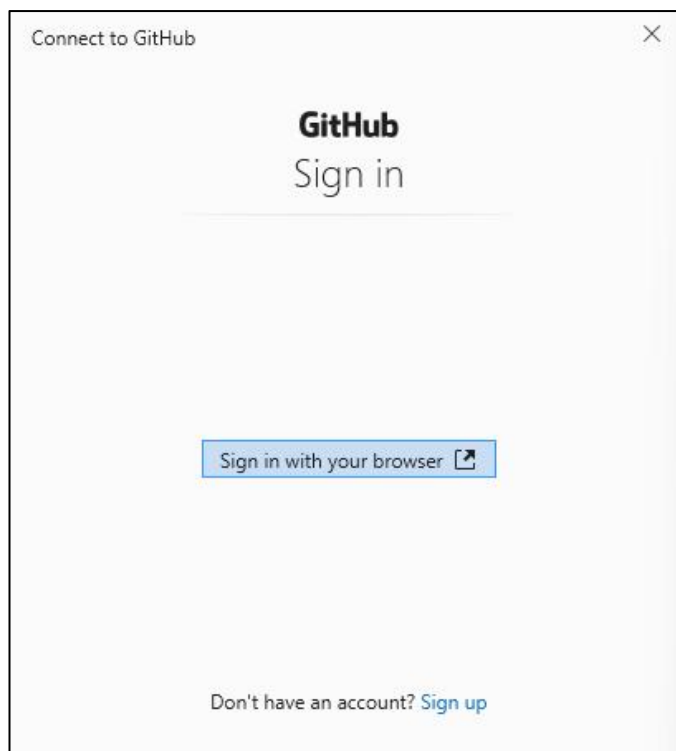 Connect to GitHub
GitHub
Sign in
Sign in with your browser
Don't have an account? Sign up